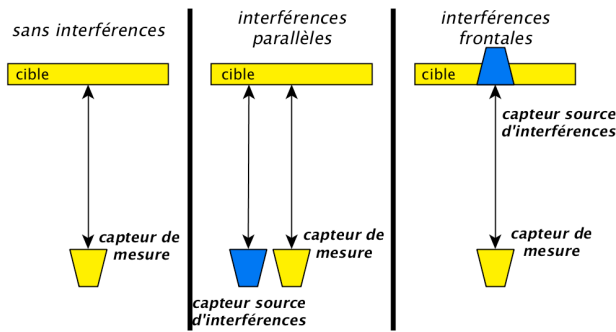 sans interférences
cible
capteur de
mesure
interférences
parallèles
cible
capteur de
mesure
capteur source
d'interférences
interférences
frontales
cible
capteur source
d'interférences
capteur de
mesure